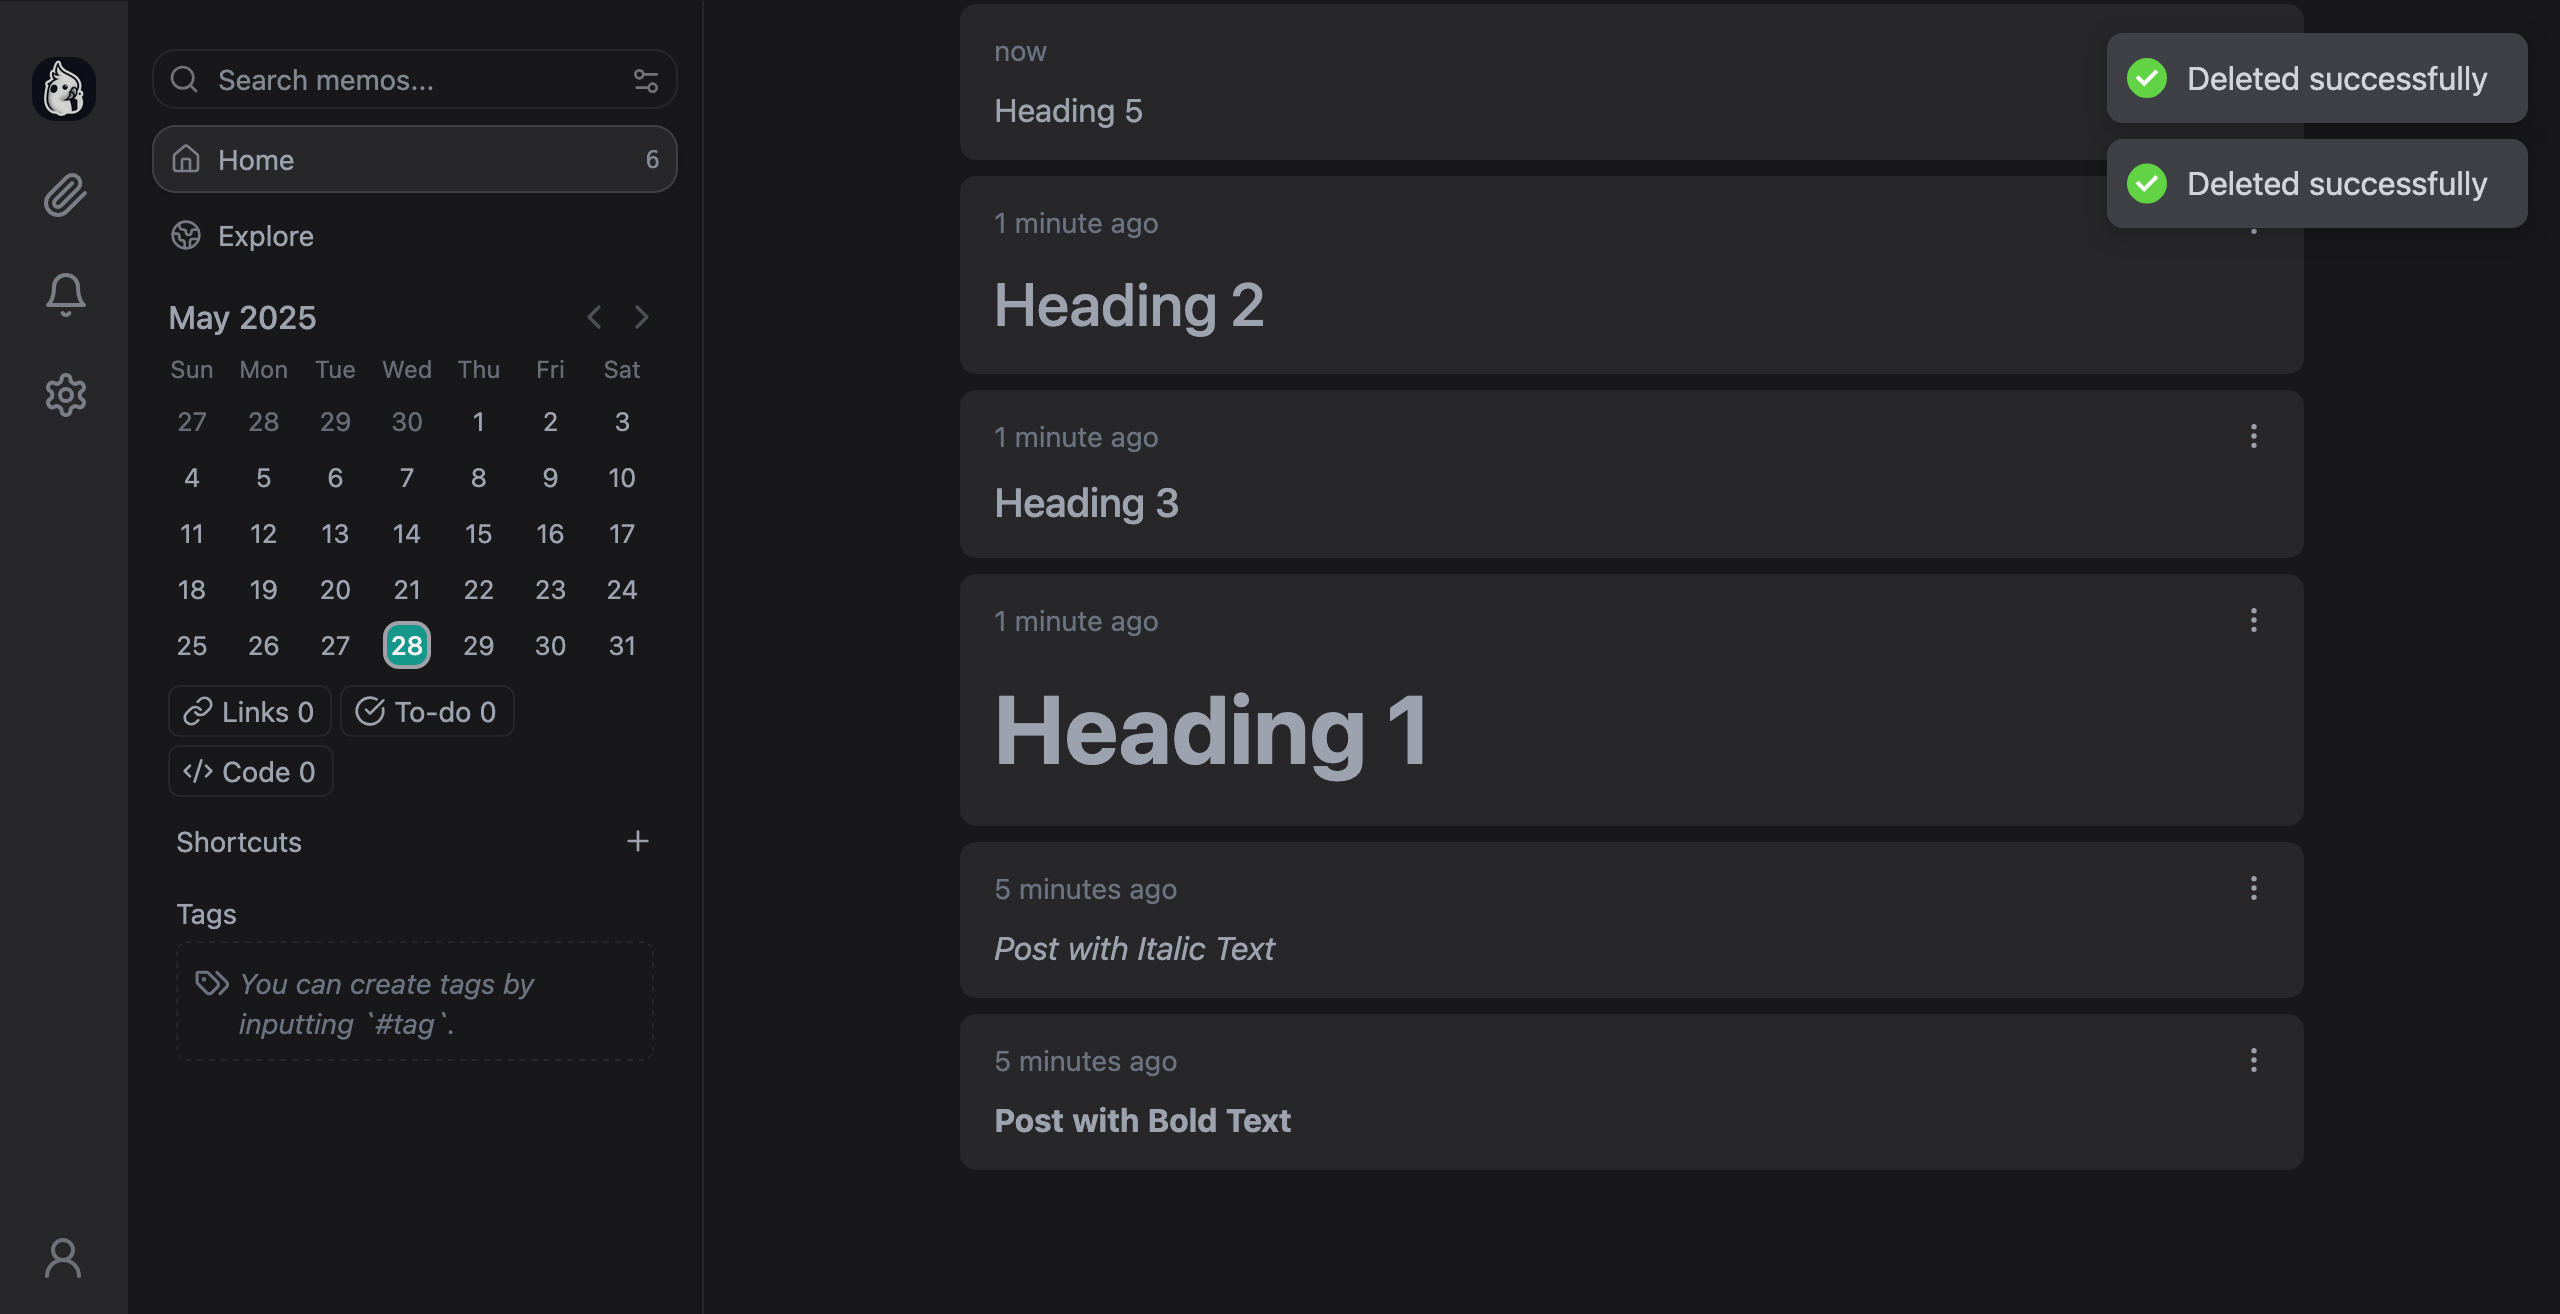 Search memos...
Home 6
Explore
May 2025
Sun Mon Tue Wed Thu Fri Sat
27 28 29 30 1 2 3
4 5 6 7 8 9 10
11 12 13 14 15 16 17
18 19 20 21 22 23 24
25 26 27 28 29 30 31
Links 0 To-do 0
Code 0
Shortcuts
Tags
You can create tags by
inputting `#tag`.
now
Heading 5
1 minute ago
Heading 2
1 minute ago
Heading 3
1 minute ago
Heading 1
5 minutes ago
Post with Italic Text
5 minutes ago
Post with Bold Text
Deleted successfully
Deleted successfully